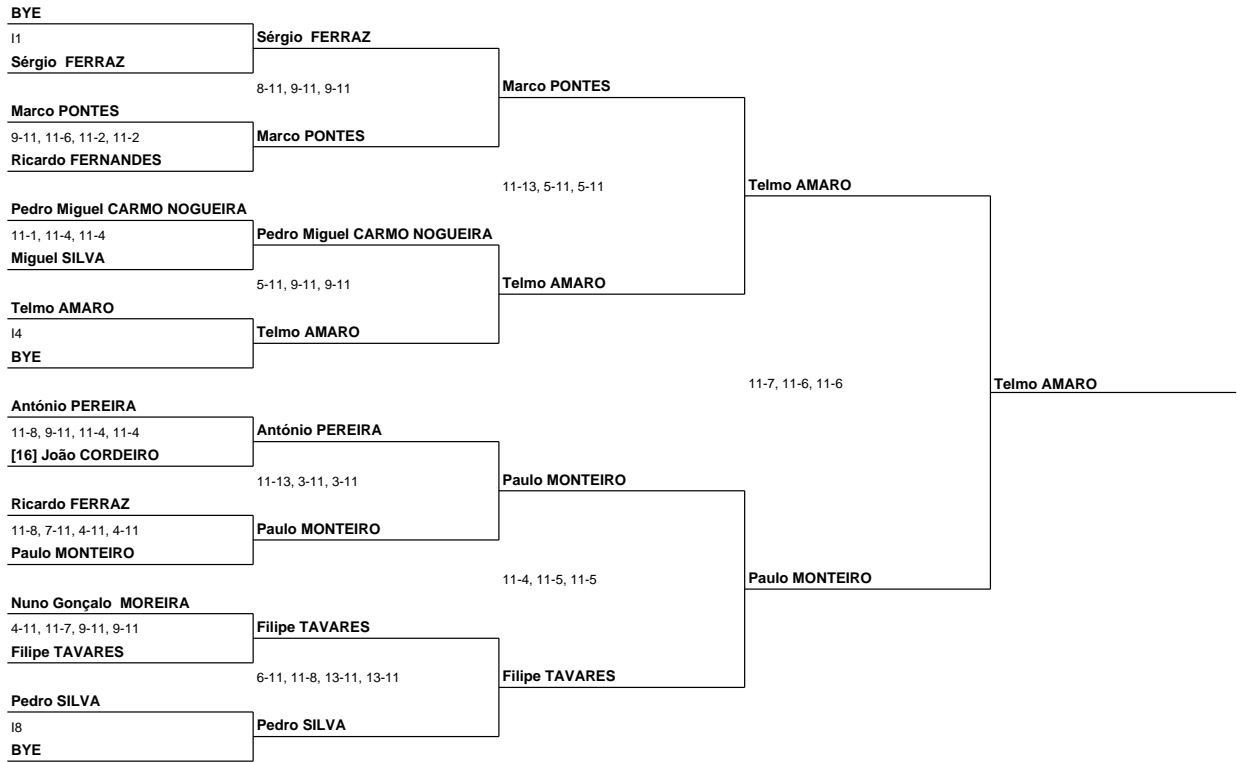 BYE
I1
Sérgio  FERRAZ
Sérgio  FERRAZ
8-11, 9-11, 9-11
Marco PONTES
Marco PONTES
9-11, 11-6, 11-2, 11-2
Marco PONTES
Ricardo FERNANDES
11-13, 5-11, 5-11
Telmo AMARO
Pedro Miguel CARMO NOGUEIRA
11-1, 11-4, 11-4
Pedro Miguel CARMO NOGUEIRA
Miguel SILVA
5-11, 9-11, 9-11
Telmo AMARO
Telmo AMARO
I4
Telmo AMARO
BYE
11-7, 11-6, 11-6
Telmo AMARO
António PEREIRA
11-8, 9-11, 11-4, 11-4
António PEREIRA
[16] João CORDEIRO
11-13, 3-11, 3-11
Paulo MONTEIRO
Ricardo FERRAZ
11-8, 7-11, 4-11, 4-11
Paulo MONTEIRO
Paulo MONTEIRO
11-4, 11-5, 11-5
Paulo MONTEIRO
Nuno Gonçalo  MOREIRA
4-11, 11-7, 9-11, 9-11
Filipe TAVARES
Filipe TAVARES
6-11, 11-8, 13-11, 13-11
Filipe TAVARES
Pedro SILVA
I8
Pedro SILVA
BYE